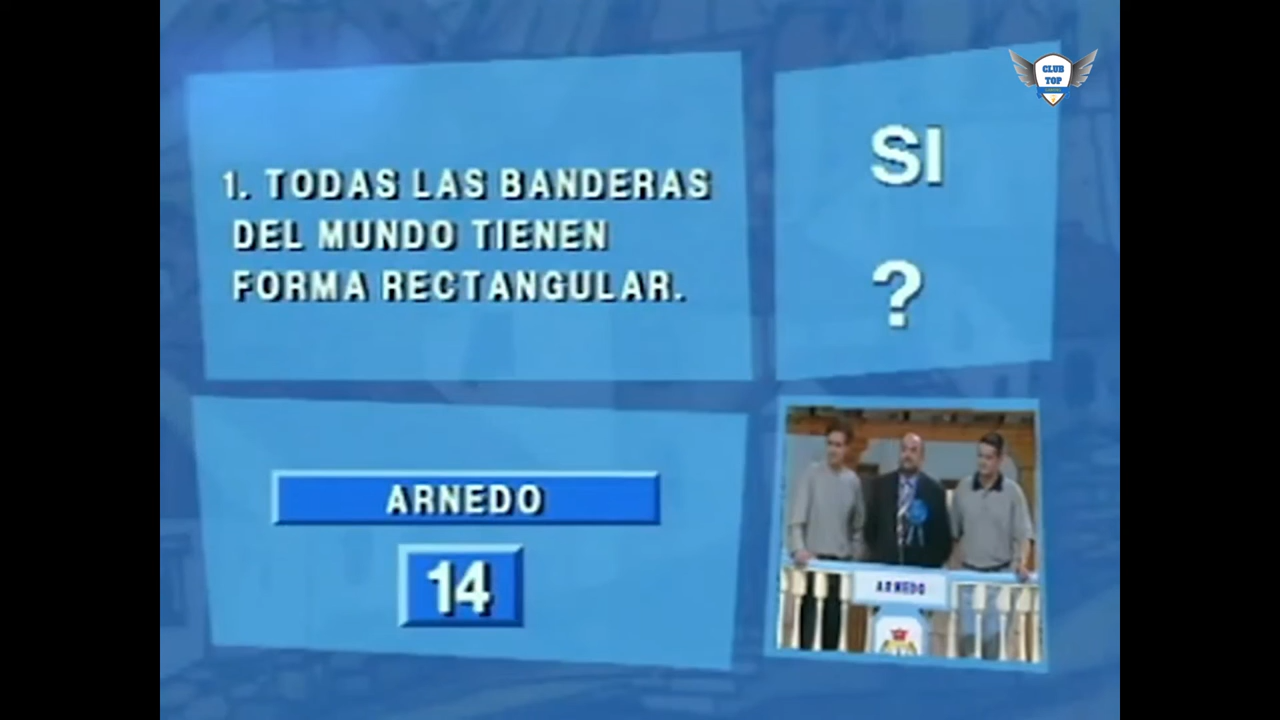 CLUB
TOP
1. TODAS LAS BANDERAS
DEL MUNDO TIENEN
FORMA RECTANGULAR.
SI
?
ARNEDO
14
ARNEDO